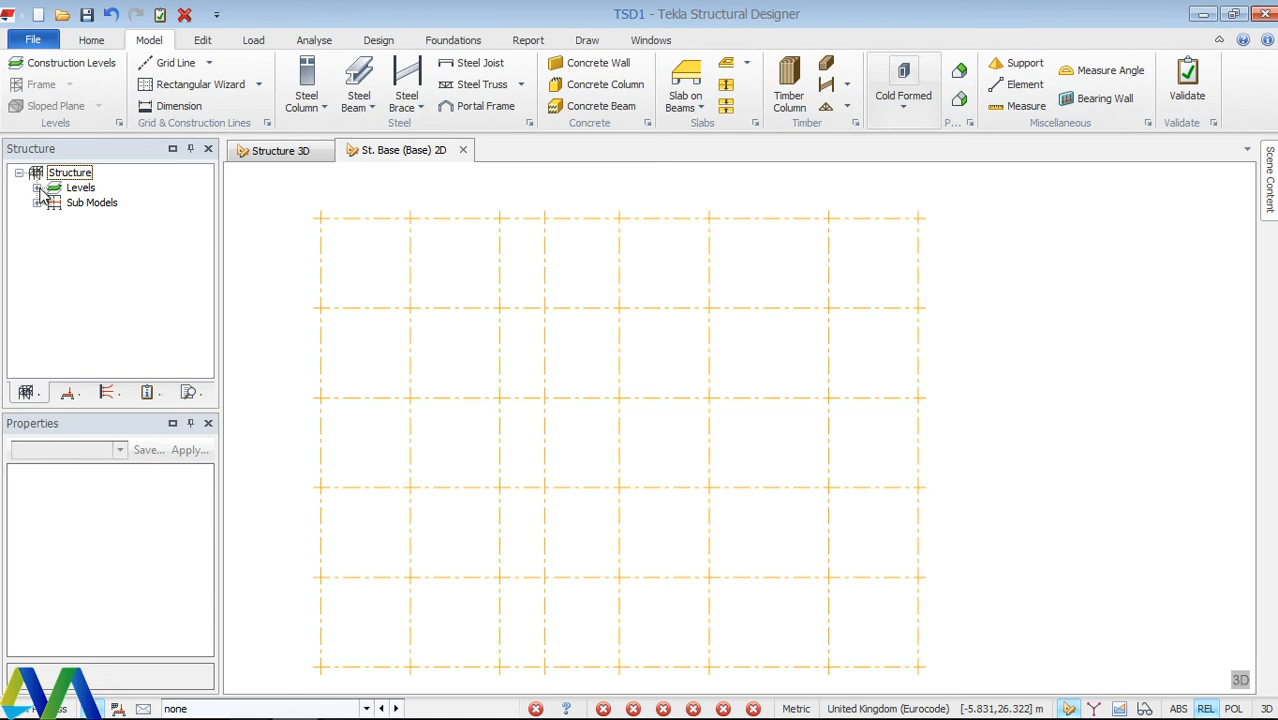 TSD1 - Tekla Structural Designer
File Home Model Edit Load Analyse Design Foundations Report Draw Windows
Construction Levels
Frame
Sloped Plane
Levels
Grid Line
Rectangular Wizard
Dimension
Grid & Construction Lines
Steel Column
Steel Beam
Steel Brace
Steel Joist
Steel Truss
Portal Frame
Steel
Concrete Wall
Concrete Column
Concrete Beam
Concrete
Slab on Beams
Slabs
Timber Column
Timber
Cold Formed
P...
Support
Element
Measure
Measure Angle
Bearing Wall
Miscellaneous
Validate
Validate
Structure
Structure
Levels
Sub Models
Structure 3D
St. Base (Base) 2D
Scene Content
Properties
Save... Apply...
3D
none
Metric United Kingdom (Eurocode) [-5.831,26.322] m ABS REL POL 3D